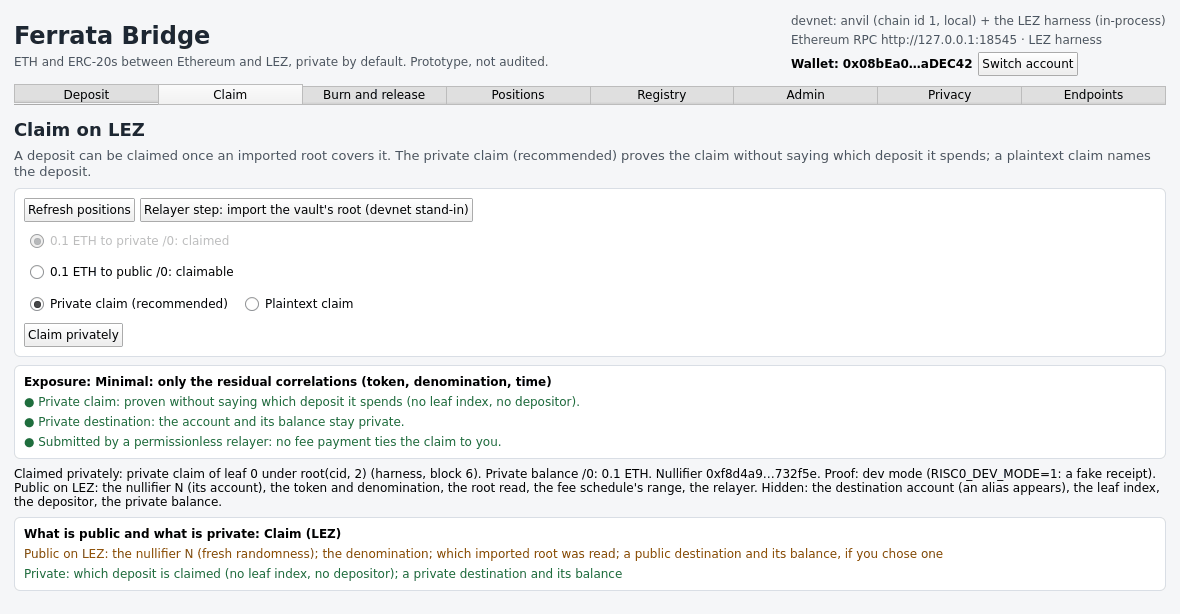 Ferrata Bridge
ETH and ERC-20s between Ethereum and LEZ, private by default. Prototype, not audited.
devnet: anvil (chain id 1, local) + the LEZ harness (in-process)
Ethereum RPC http://127.0.0.1:18545 · LEZ harness
Wallet: 0x08bEa0…aDEC42 Switch account
Deposit Claim Burn and release Positions Registry Admin Privacy Endpoints
Claim on LEZ
A deposit can be claimed once an imported root covers it. The private claim (recommended) proves the claim without saying which deposit it spends; a plaintext claim names
the deposit.
Refresh positions Relayer step: import the vault's root (devnet stand-in)
0.1 ETH to private /0: claimed
0.1 ETH to public /0: claimable
Private claim (recommended) Plaintext claim
Claim privately
Exposure: Minimal: only the residual correlations (token, denomination, time)
● Private claim: proven without saying which deposit it spends (no leaf index, no depositor).
● Private destination: the account and its balance stay private.
● Submitted by a permissionless relayer: no fee payment ties the claim to you.
Claimed privately: private claim of leaf 0 under root(cid, 2) (harness, block 6). Private balance /0: 0.1 ETH. Nullifier 0xf8d4a9…732f5e. Proof: dev mode (RISC0_DEV_MODE=1: a fake receipt).
Public on LEZ: the nullifier N (its account), the token and denomination, the root read, the fee schedule's range, the relayer. Hidden: the destination account (an alias appears), the leaf index,
the depositor, the private balance.
What is public and what is private: Claim (LEZ)
Public on LEZ: the nullifier N (fresh randomness); the denomination; which imported root was read; a public destination and its balance, if you chose one
Private: which deposit is claimed (no leaf index, no depositor); a private destination and its balance